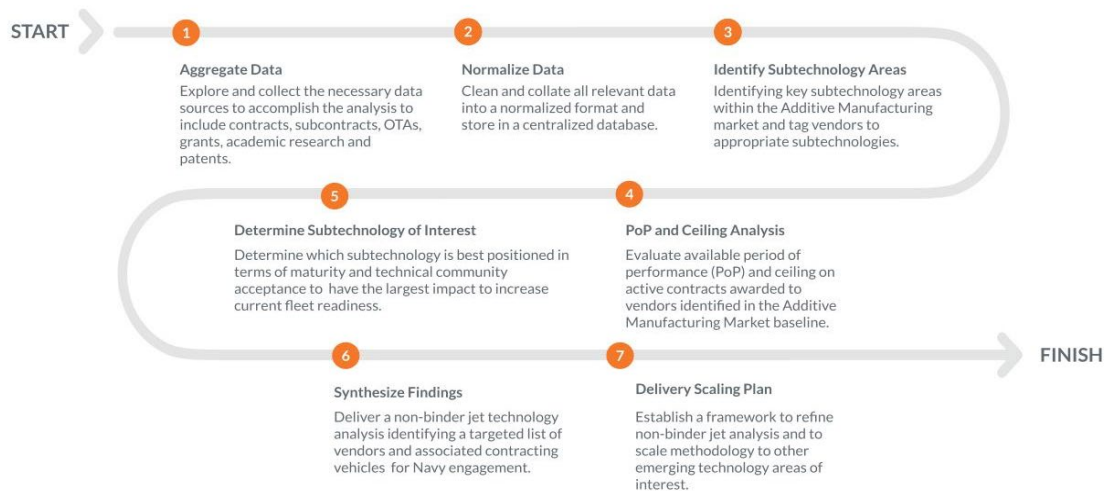 START
1
2
3
Aggregate Data
Explore and collect the necessary data
sources to accomplish the analysis to
include contracts, subcontracts, OTAs,
grants, academic research and
patents.
Normalize Data
Clean and collate all relevant data
into a normalized format and
store in a centralized database.
Identify Subtechnology Areas
Identifying key subtechnology areas
within the Additive Manufacturing
market and tag vendors to
appropriate subtechnologies.
4
PoP and Ceiling Analysis
Evaluate available period of
performance (PoP) and ceiling on
active contracts awarded to
vendors identified in the Additive
Manufacturing Market baseline.
5
Determine Subtechnology of Interest
Determine which subtechnology is best positioned in
terms of maturity and technical community
acceptance to have the largest impact to increase
current fleet readiness.
6
Synthesize Findings
Deliver a non-binder jet technology
analysis identifying a targeted list of
vendors and associated contracting
vehicles for Navy engagement.
7
Delivery Scaling Plan
Establish a framework to refine
non-binder jet analysis and to
scale methodology to other
emerging technology areas of
interest.
FINISH